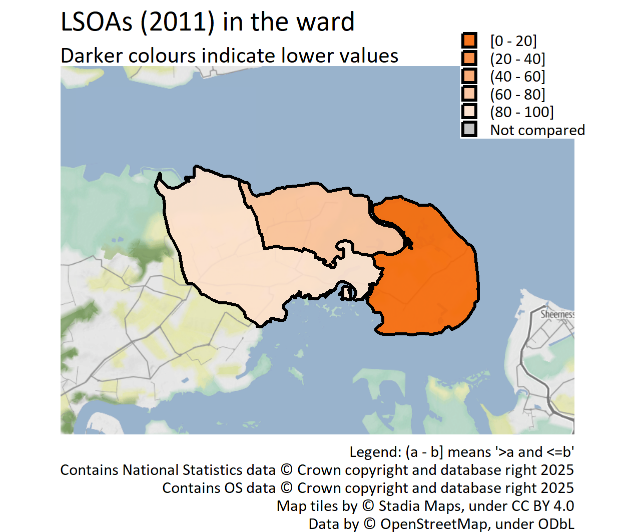 LSOAs (2011) in the ward
Darker colours indicate lower values
[0 - 20]
(20 - 40]
(40 - 60]
(60 - 80]
(80 - 100]
Not compared
Sheerness
Legend: (a - b] means '>a and <=b'
Contains National Statistics data © Crown copyright and database right 2025
Contains OS data © Crown copyright and database right 2025
Map tiles by © Stadia Maps, under CC BY 4.0
Data by © OpenStreetMap, under ODbL